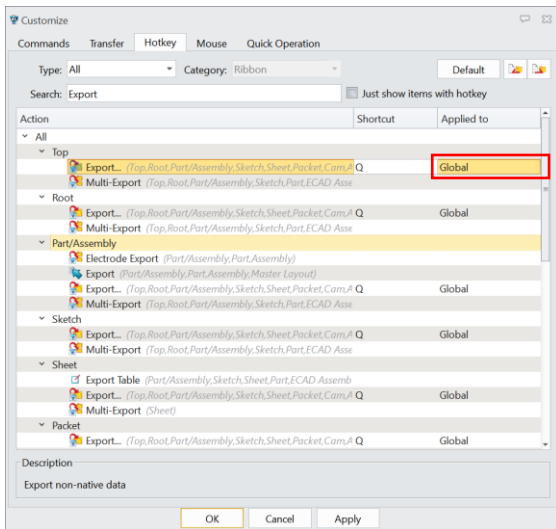 Customize
Commands Transfer Hotkey Mouse Quick Operation
Type: All Category: Ribbon Default
Search: Export Just show items with hotkey
Action Shortcut Applied to
All
Top
Export... (Top,Root,Part/Assembly,Sketch,Sheet,Packet,Cam,A Q Global
Multi-Export (Top,Root,Part/Assembly,Sketch,Part,ECAD Asse
Root
Export... (Top,Root,Part/Assembly,Sketch,Sheet,Packet,Cam,A Q Global
Multi-Export (Top,Root,Part/Assembly,Sketch,Part,ECAD Asse
Part/Assembly
Electrode Export (Part/Assembly,Part,Assembly)
Export (Part/Assembly,Part,Assembly,Master Layout)
Export... (Top,Root,Part/Assembly,Sketch,Sheet,Packet,Cam,A Q Global
Multi-Export (Top,Root,Part/Assembly,Sketch,Part,ECAD Asse
Sketch
Export... (Top,Root,Part/Assembly,Sketch,Sheet,Packet,Cam,A Q Global
Multi-Export (Top,Root,Part/Assembly,Sketch,Part,ECAD Asse
Sheet
Export Table (Part/Assembly,Sketch,Sheet,Part,ECAD Assemb
Export... (Top,Root,Part/Assembly,Sketch,Sheet,Packet,Cam,A Q Global
Multi-Export (Sheet)
Packet
Export... (Top,Root,Part/Assembly,Sketch,Sheet,Packet,Cam,A Q Global
Description
Export non-native data
OK Cancel Apply